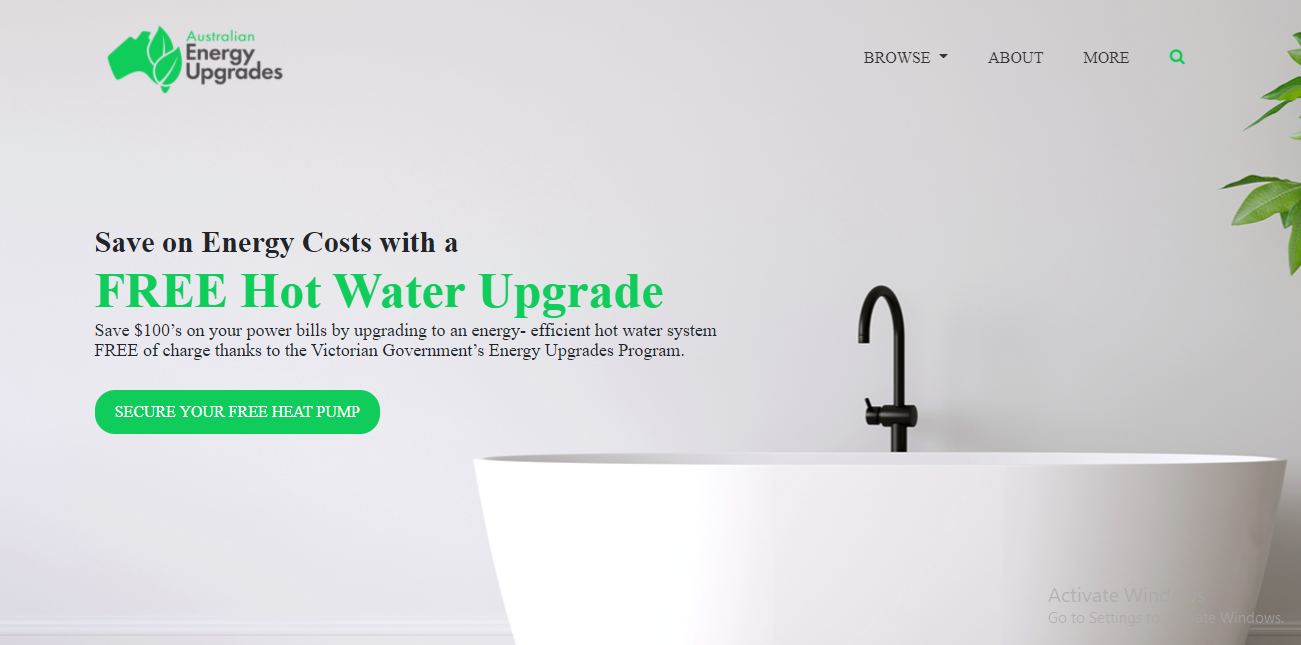 Australian
Energy
Upgrades
BROWSE ABOUT MORE
Save on Energy Costs with a
FREE Hot Water Upgrade
Save $100’s on your power bills by upgrading to an energy- efficient hot water system
FREE of charge thanks to the Victorian Government’s Energy Upgrades Program.
SECURE YOUR FREE HEAT PUMP
Activate Windows
Go to Settings to Activate Windows.